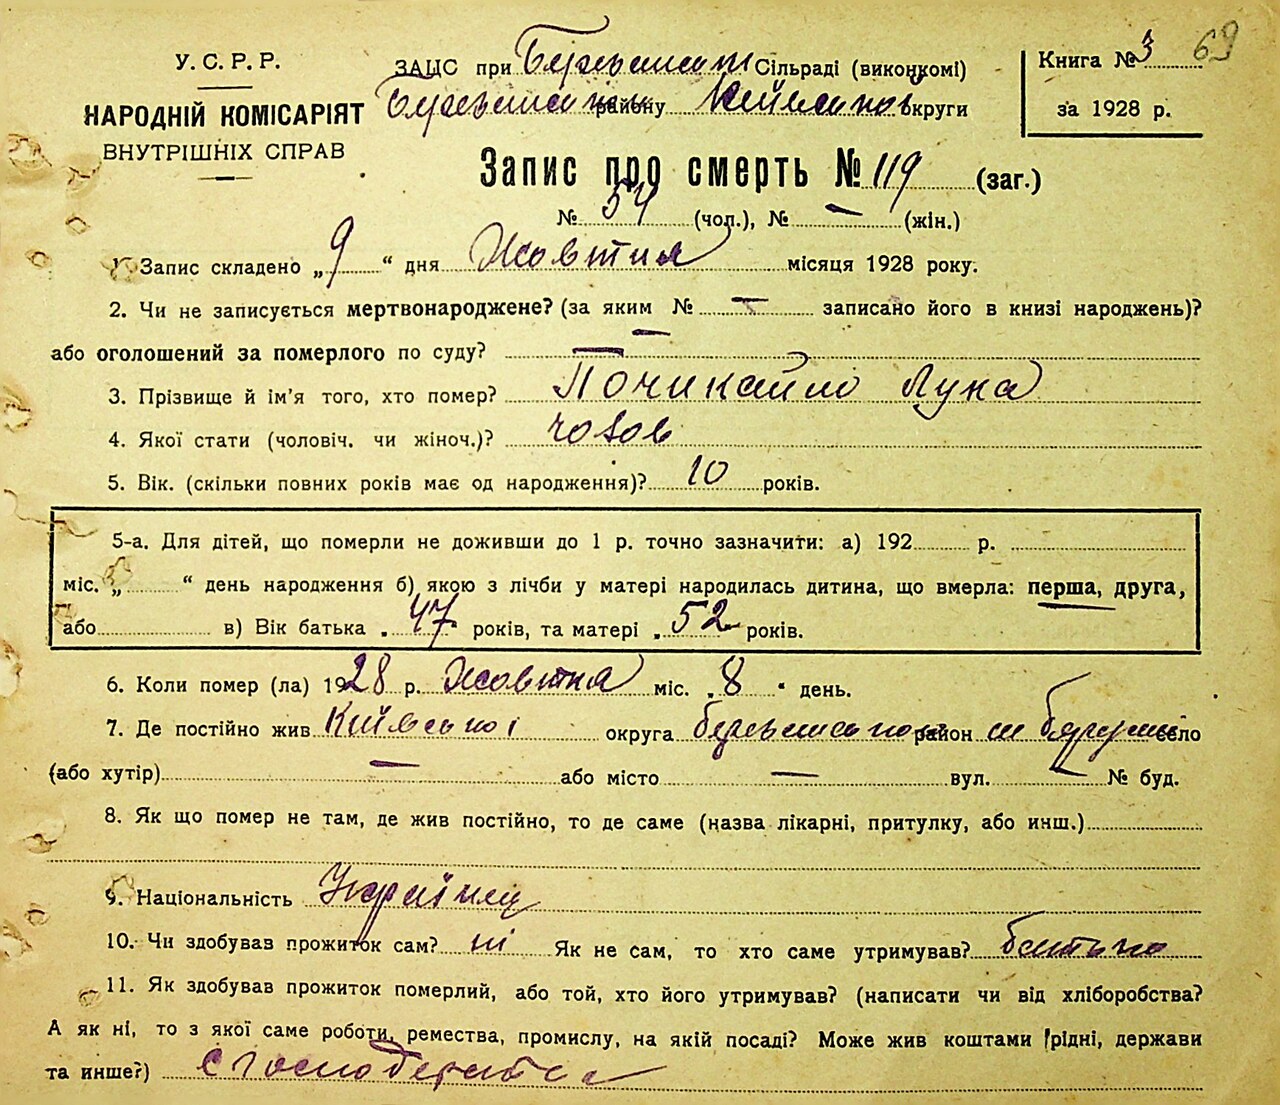 У.С.Р.Р.
НАРОДНІЙ КОМІСАРІЯТ
ВНУТРІШНІХ СПРАВ
ЗАЦС при Сільраді (виконкомі)
району округи
Книга № 3 69
за 1928 р.
Запис про смерть № 119 (заг.)
№ 54 (чол.), № — (жін.)
1. Запис складено „ 9 “ дня Жовтня місяця 1928 року.
2. Чи не записується мертвонароджене? (за яким № — записано його в книзі народжень)?
або оголошений за померлого по суду? —
3. Прізвище й ім'я того, хто помер? Почикайло Лука
4. Якої стати (чоловіч. чи жіноч.)? чолов
5. Вік. (скільки повних років має од народження)? 10 років.
5-а. Для дітей, що померли не доживши до 1 р. точно зазначити: а) 192 р.
міс. „ “ день народження б) якою з лічби у матері народилась дитина, що вмерла: перша, друга,
або в) Вік батька „ 47 “ років, та матері „ 52 років.
6. Коли помер (ла) 1928 р. Жовтня міс. „ 8 “ день.
7. Де постійно жив Київської округа район село
(або хутір) — або місто — вул. — № буд.
8. Як що помер не там, де жив постійно, то де саме (назва лікарні, притулку, або инш.)
9. Національність Українец
10. Чи здобував прожиток сам? ні Як не сам, то хто саме утримував? батько
11. Як здобував прожиток померлий, або той, хто його утримував? (написати чи від хліборобства?
А як ні, то з якої саме роботи, ремества, промислу, на якій посаді? Може жив коштами рідні, держави
та инше?) з господарства